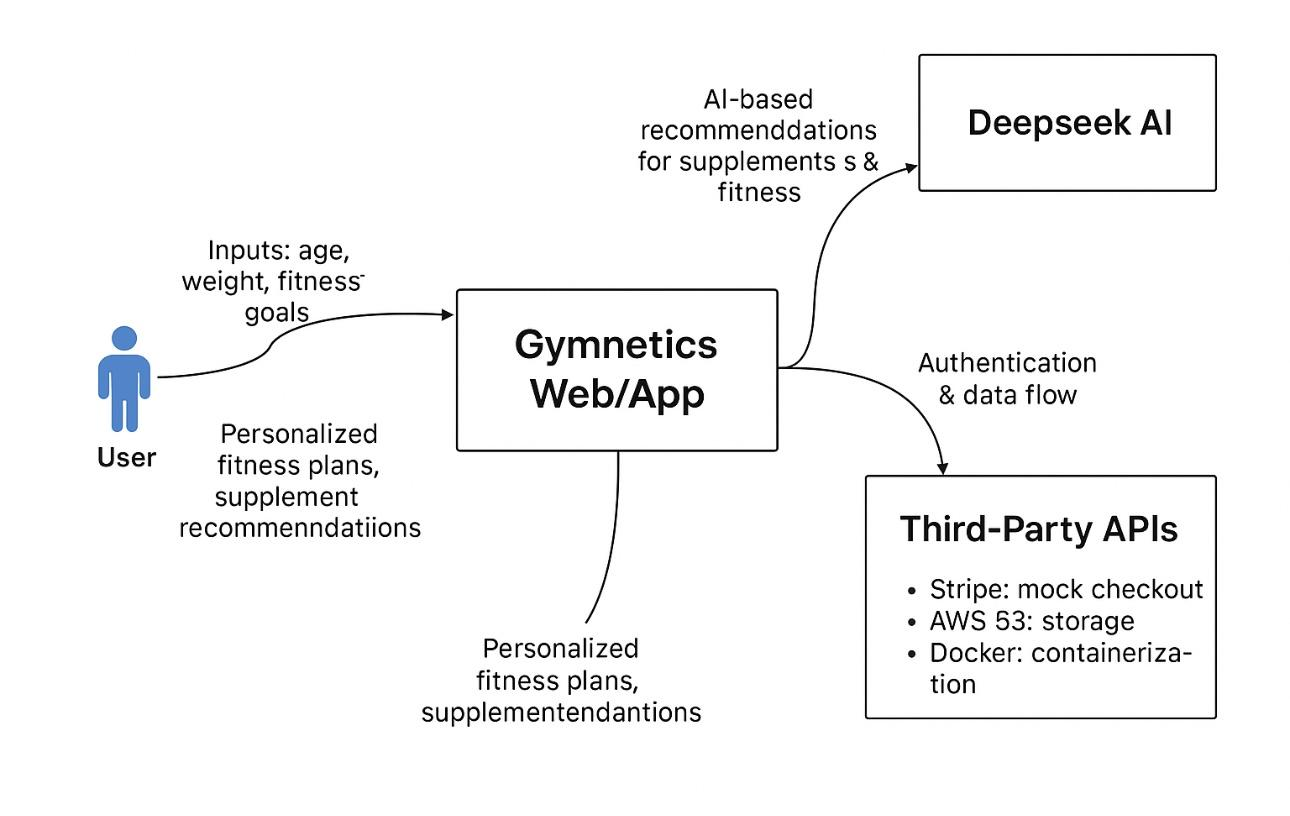 AI-based
recommenddations
for supplements s &
fitness
Deepseek AI
Inputs: age,
weight, fitness-
goals
User
Personalized
fitness plans,
supplement
recommenndatiions
Gymnetics
Web/App
Authentication
& data flow
Personalized
fitness plans,
supplementendantions
Third-Party APIs
• Stripe: mock checkout
• AWS 53: storage
• Docker: containeriza-
tion